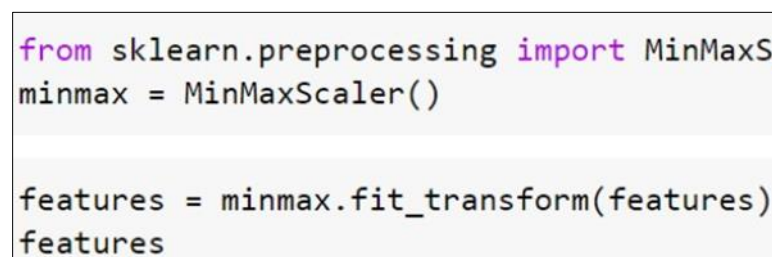 from sklearn.preprocessing import MinMaxS
minmax = MinMaxScaler()
features = minmax.fit_transform(features)
features